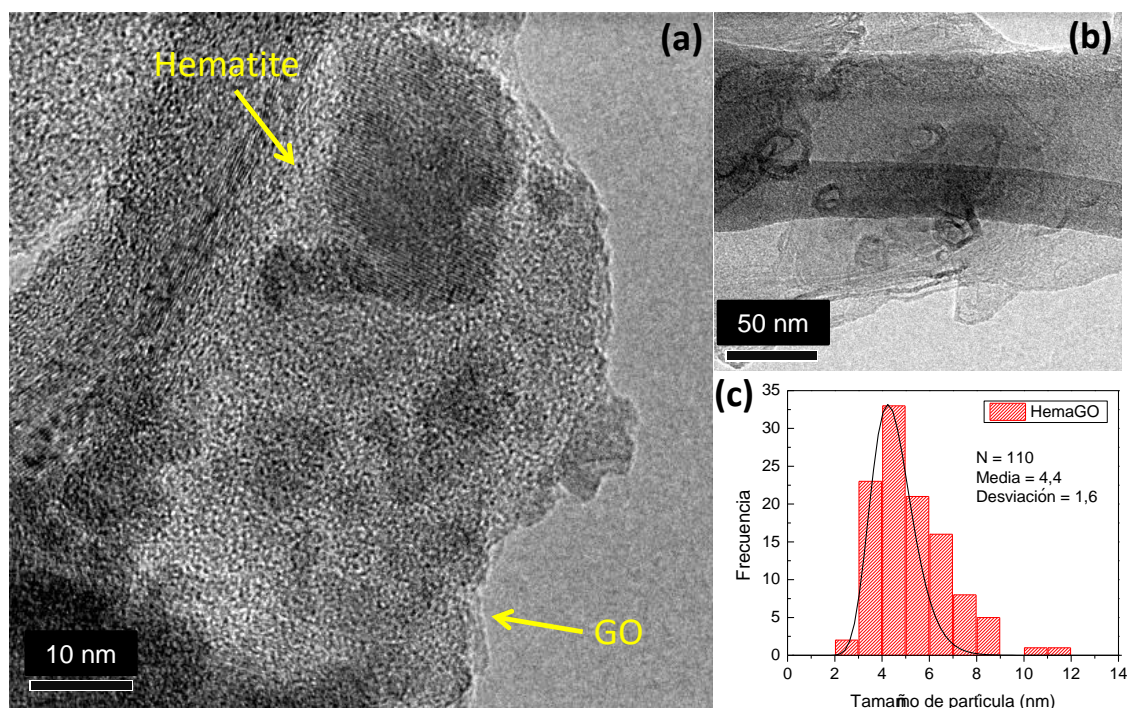 (a)
Hematite
GO
10 nm
(b)
50 nm
(c)
HemaGO
N = 110
Media = 4,4
Desviación = 1,6
Frecuencia
35
30
25
20
15
10
5
0
0 2 4 6 8 10 12 14
Tamaño de partícula (nm)